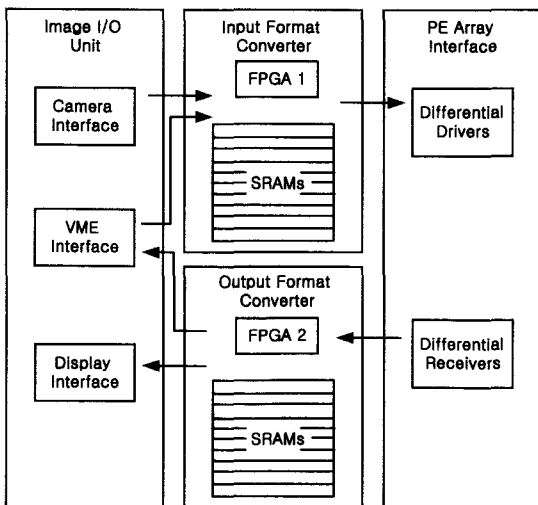 Image I/O
Unit
Camera
Interface
VME
Interface
Display
Interface
Input Format
Converter
FPGA 1
SRAMs
Output Format
Converter
FPGA 2
SRAMs
PE Array
Interface
Differential
Drivers
Differential
Receivers